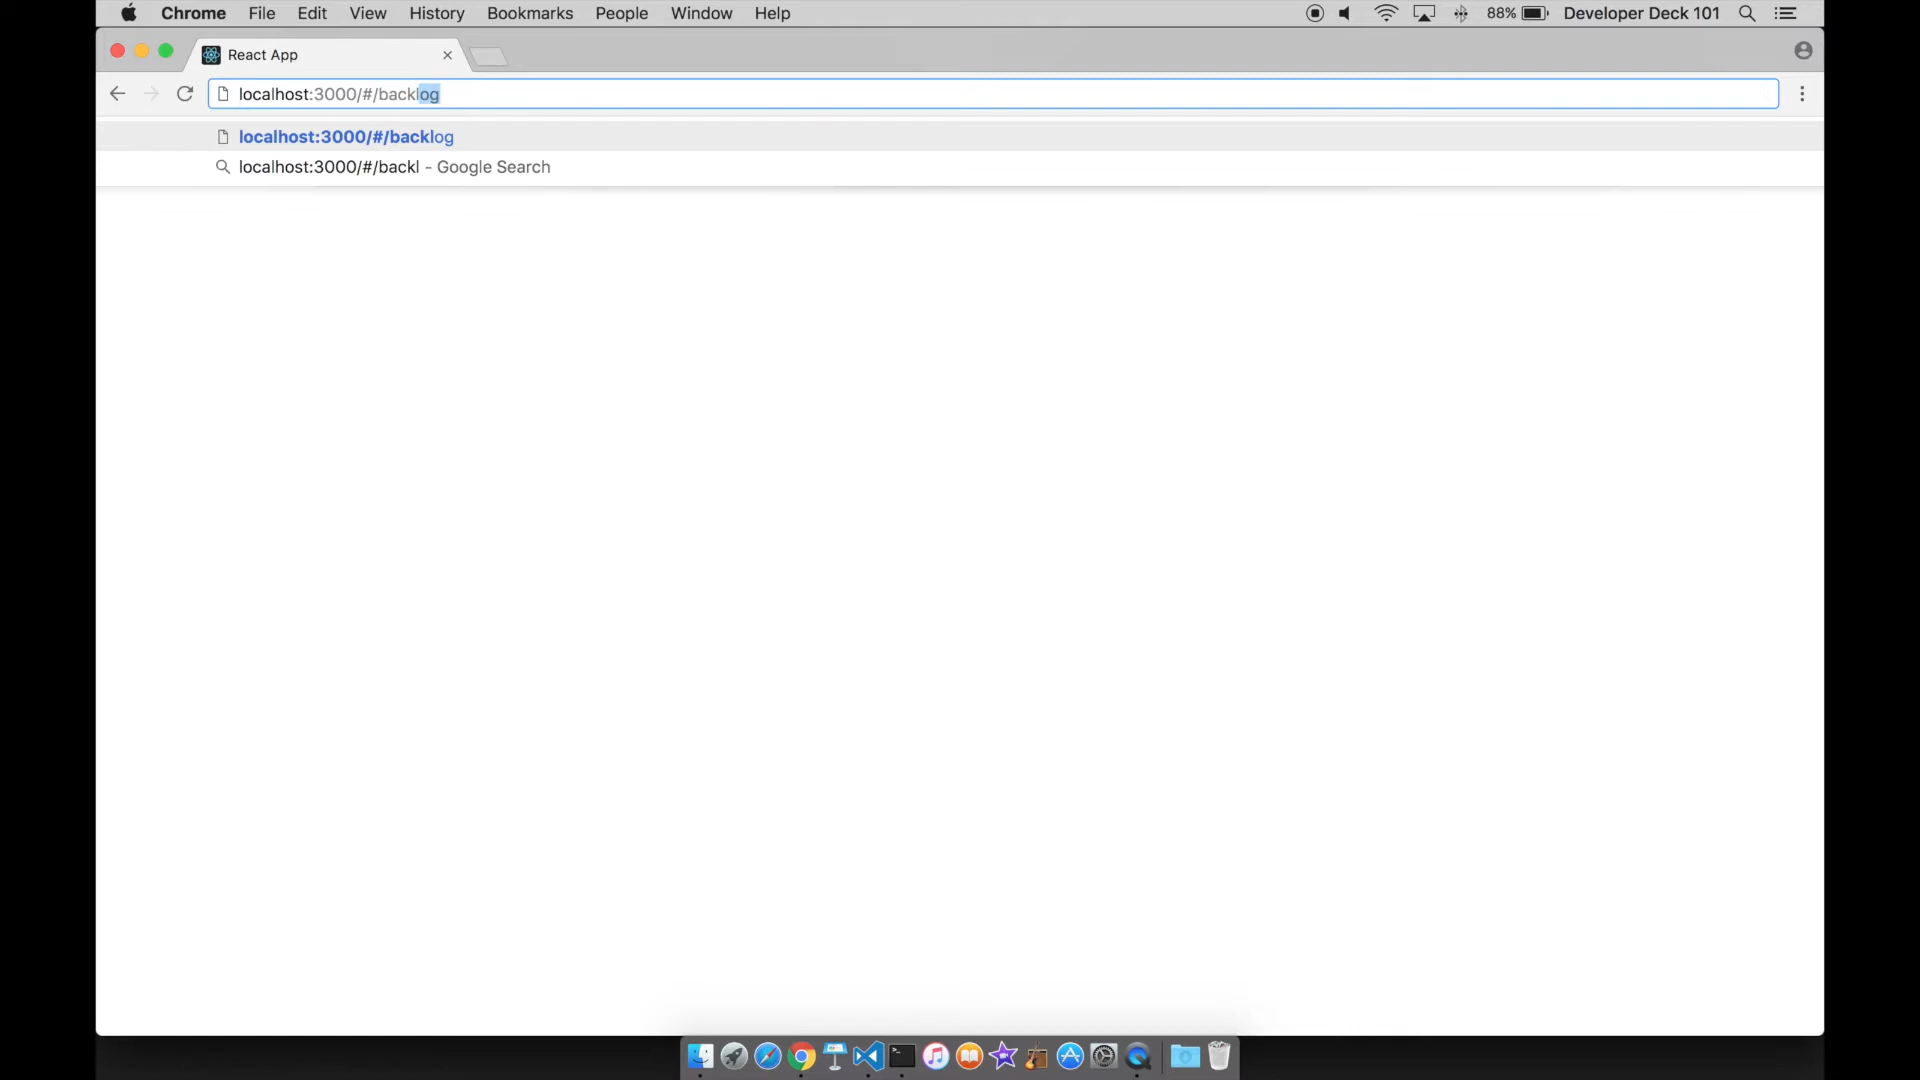 Chrome File Edit View History Bookmarks People Window Help 88% Developer Deck 101
React App
localhost:3000/#/backlog
localhost:3000/#/backlog
localhost:3000/#/backl - Google Search